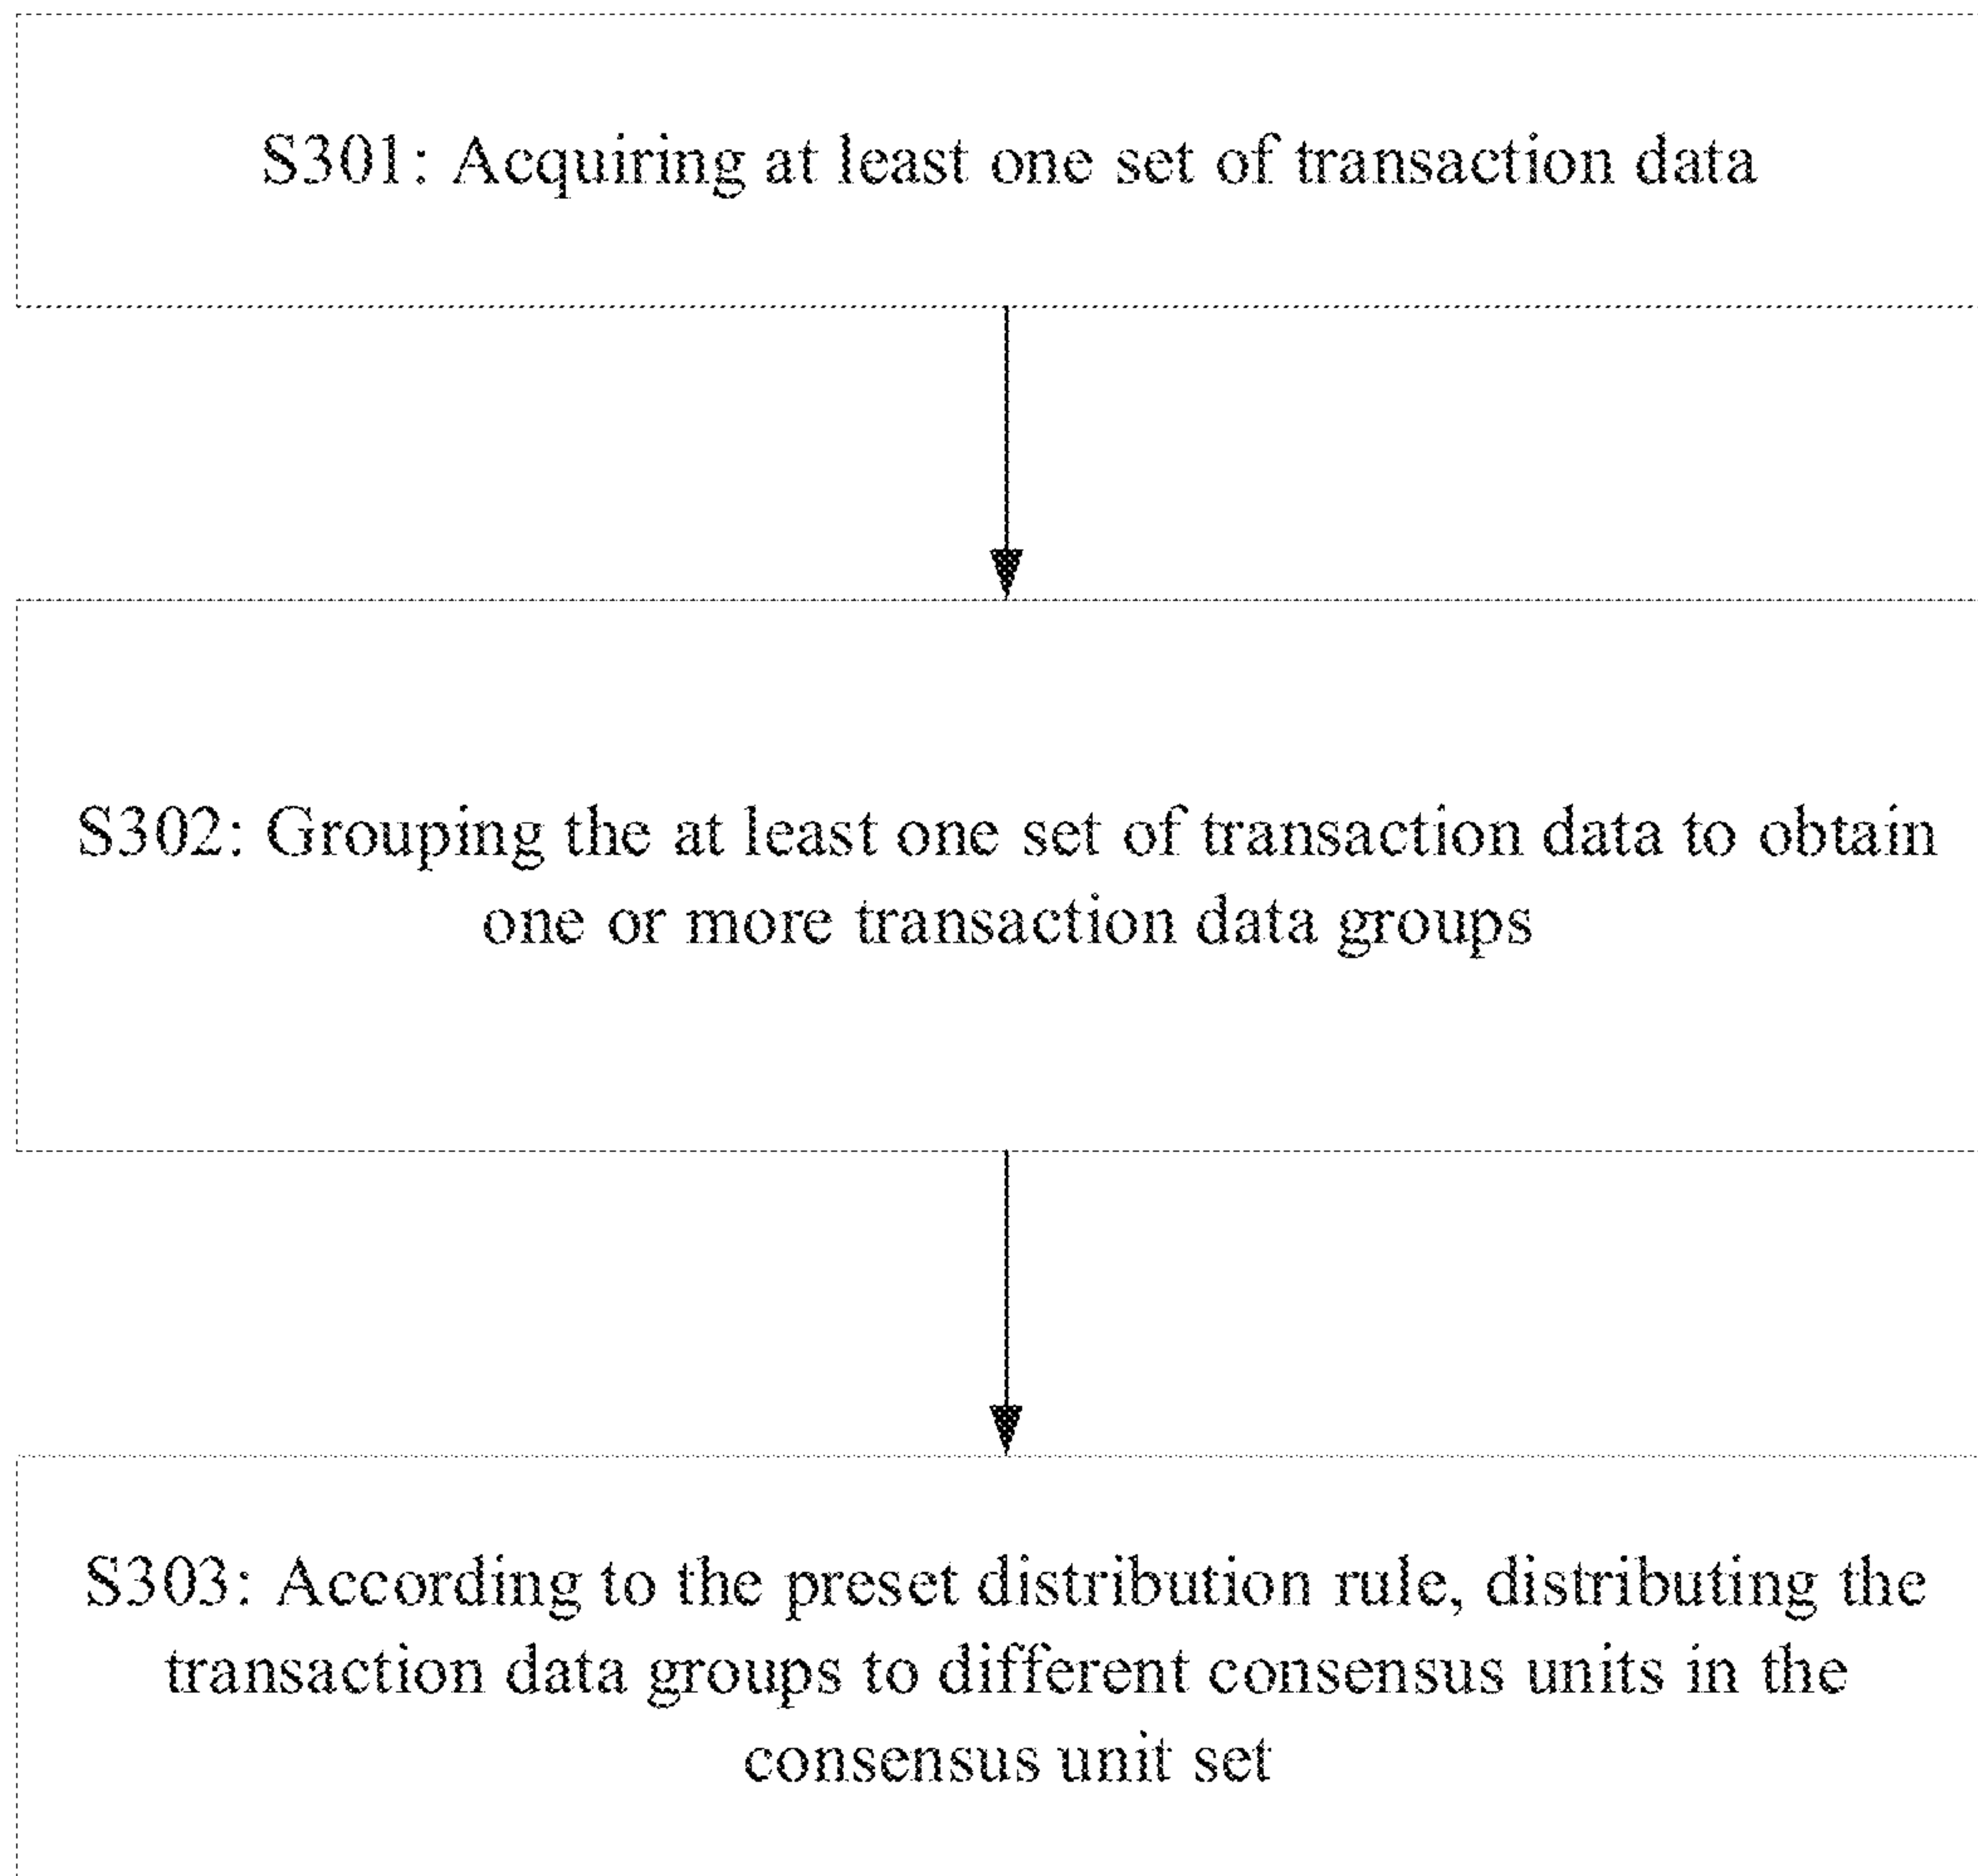 S301: Acquiring at least one set of transaction data
S302: Grouping the at least one set of transaction data to obtain
one or more transaction data groups
S303: According to the preset distribution rule, distributing the
transaction data groups to different consensus units in the
consensus unit set